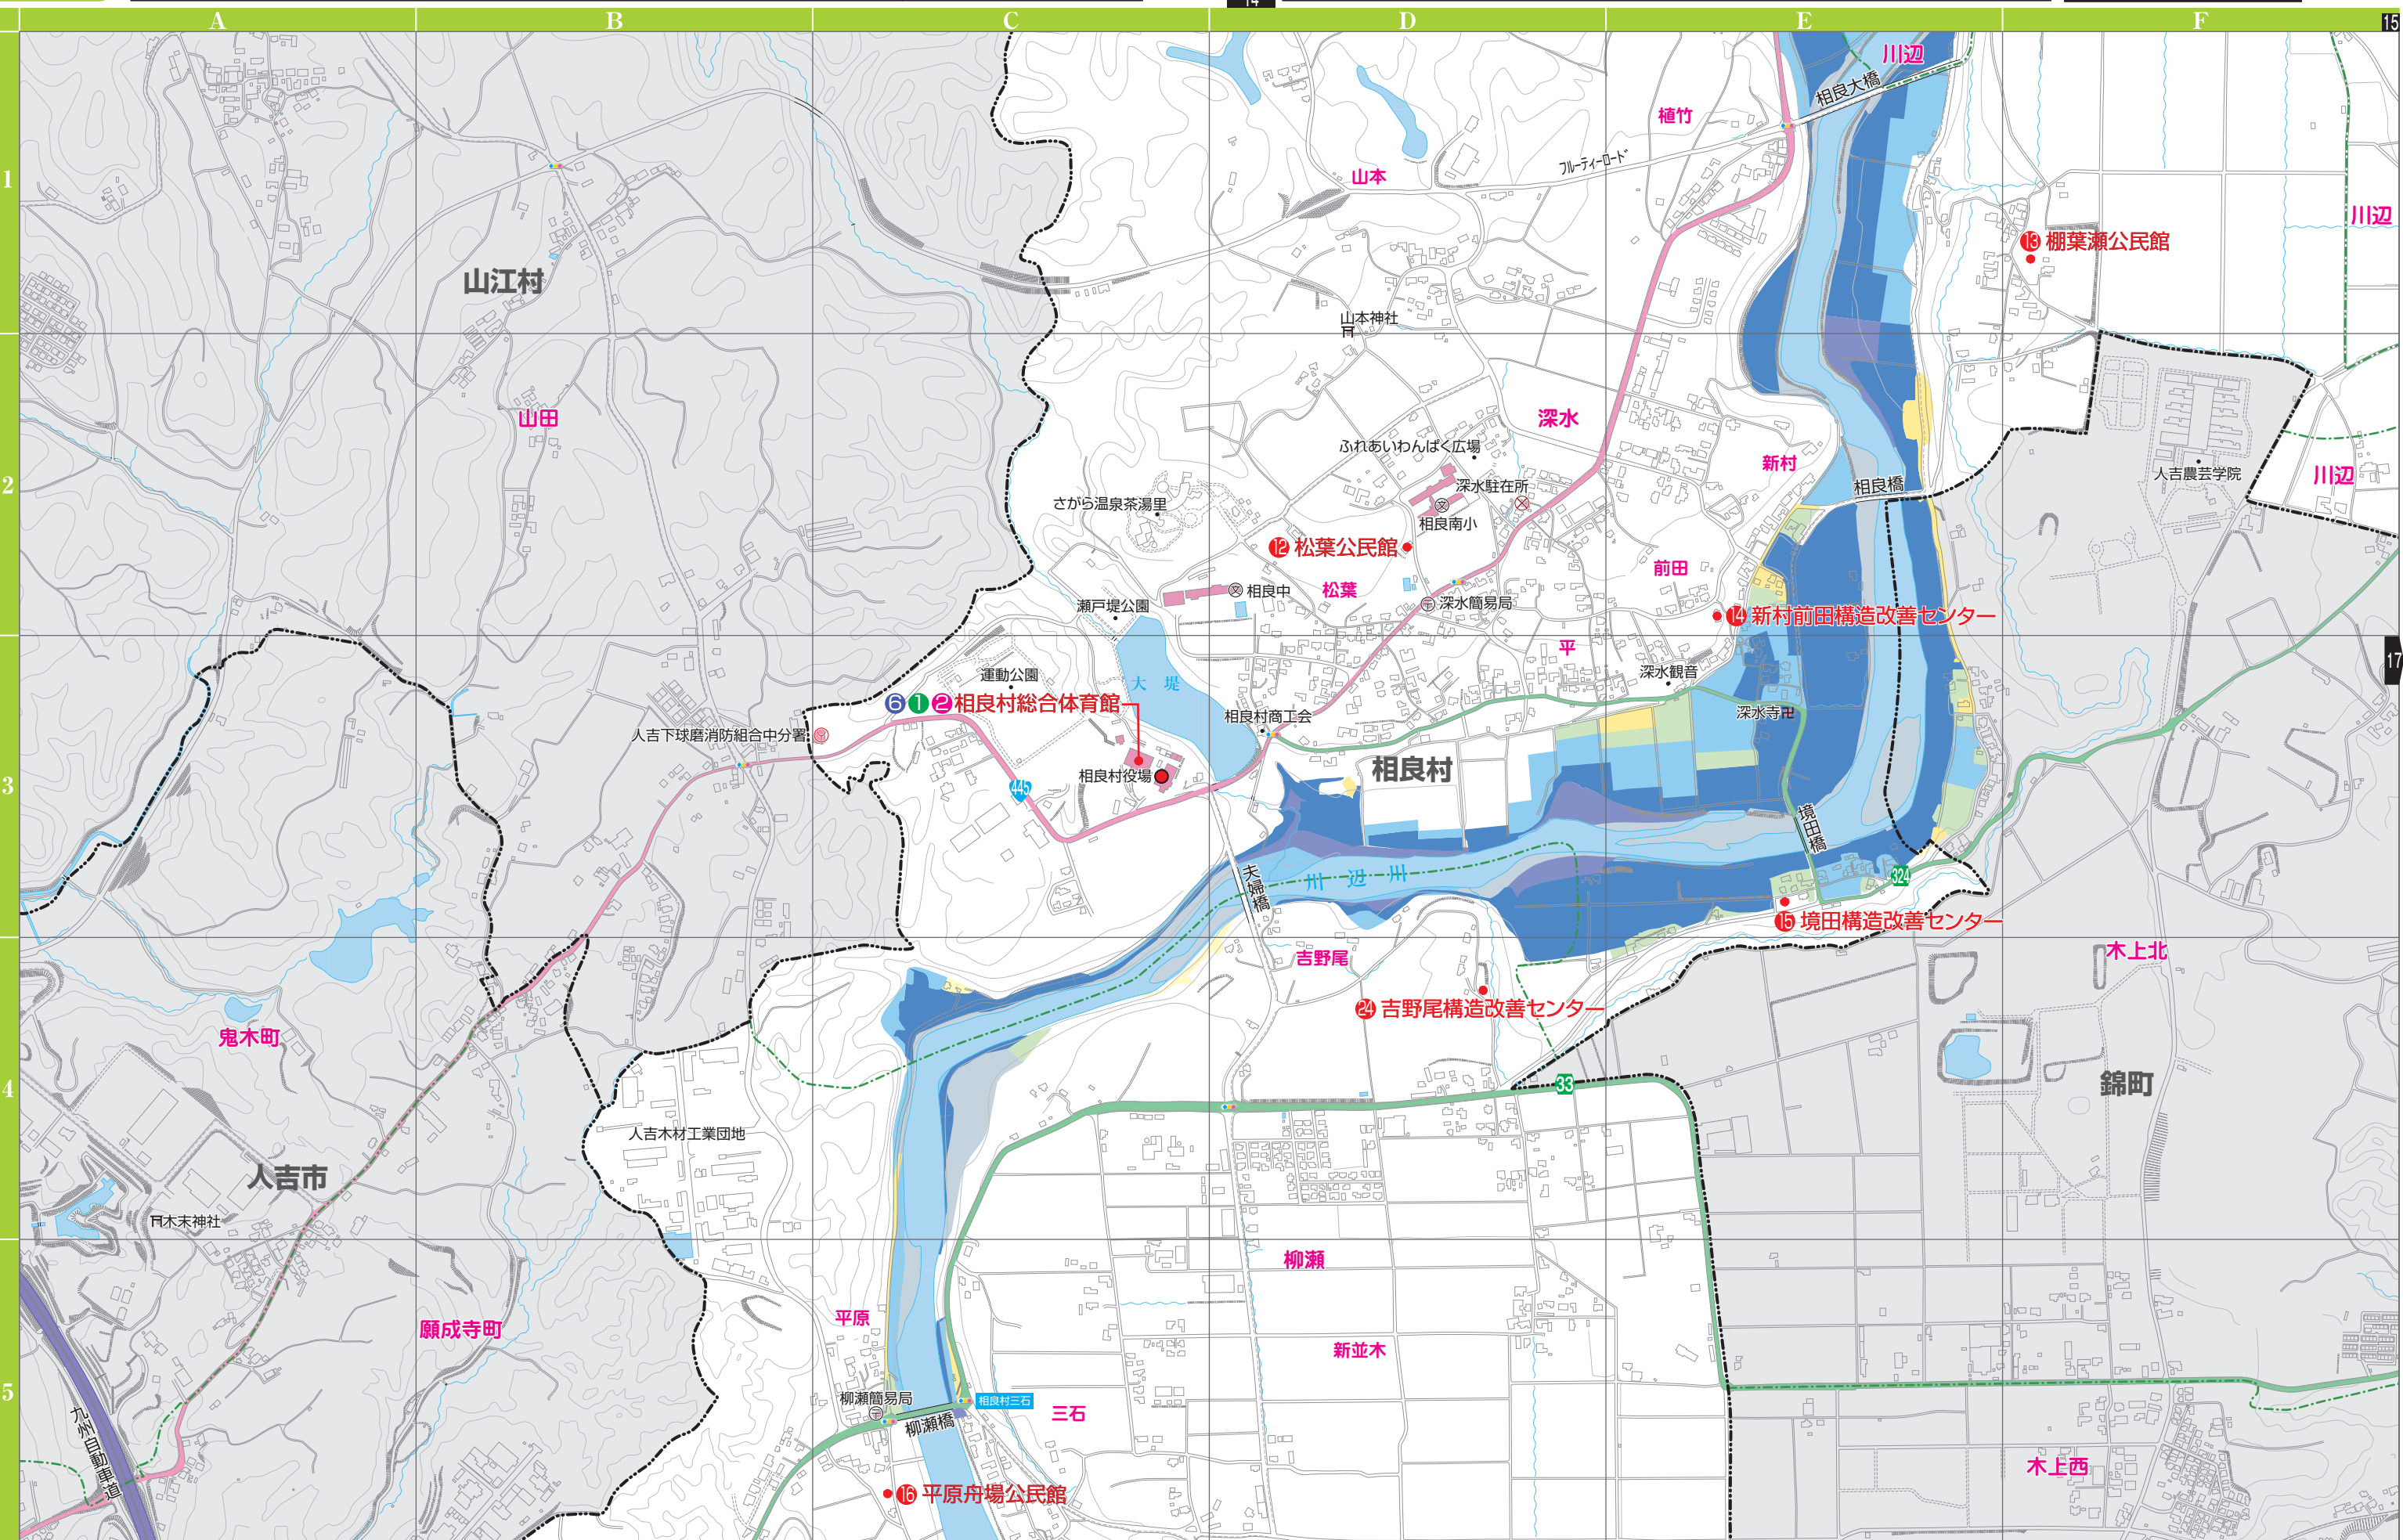 14
A
B
C
D
E
F
15
川辺
相良大橋
植竹
フルーティーロード
山本
1
川辺
⑬ 棚葉瀬公民館
山江村
山本神社
山田
深水
ふれあいわんぱく広場
新村
人吉農芸学院
川辺
2
深水駐在所
相良橋
さがら温泉茶湯里
相良南小
⑫ 松葉公民館
前田
相良中
松葉
深水簡易局
瀬戸堤公園
⑭ 新村前田構造改善センター
平
17
運動公園
深水観音
大堤
⑥ ① ② 相良村総合体育館
相良村商工会
深水寺
人吉下球磨消防組合中分署
相良村
相良村役場
3
445
境田橋
夫婦橋
川辺川
324
⑮ 境田構造改善センター
吉野尾
木上北
㉔ 吉野尾構造改善センター
鬼木町
4
33
錦町
人吉木材工業団地
人吉市
木末神社
柳瀬
平原
願成寺町
新並木
5
柳瀬簡易局
相良村三石
三石
九州自動車道
柳瀬橋
木上西
⑯ 平原舟場公民館